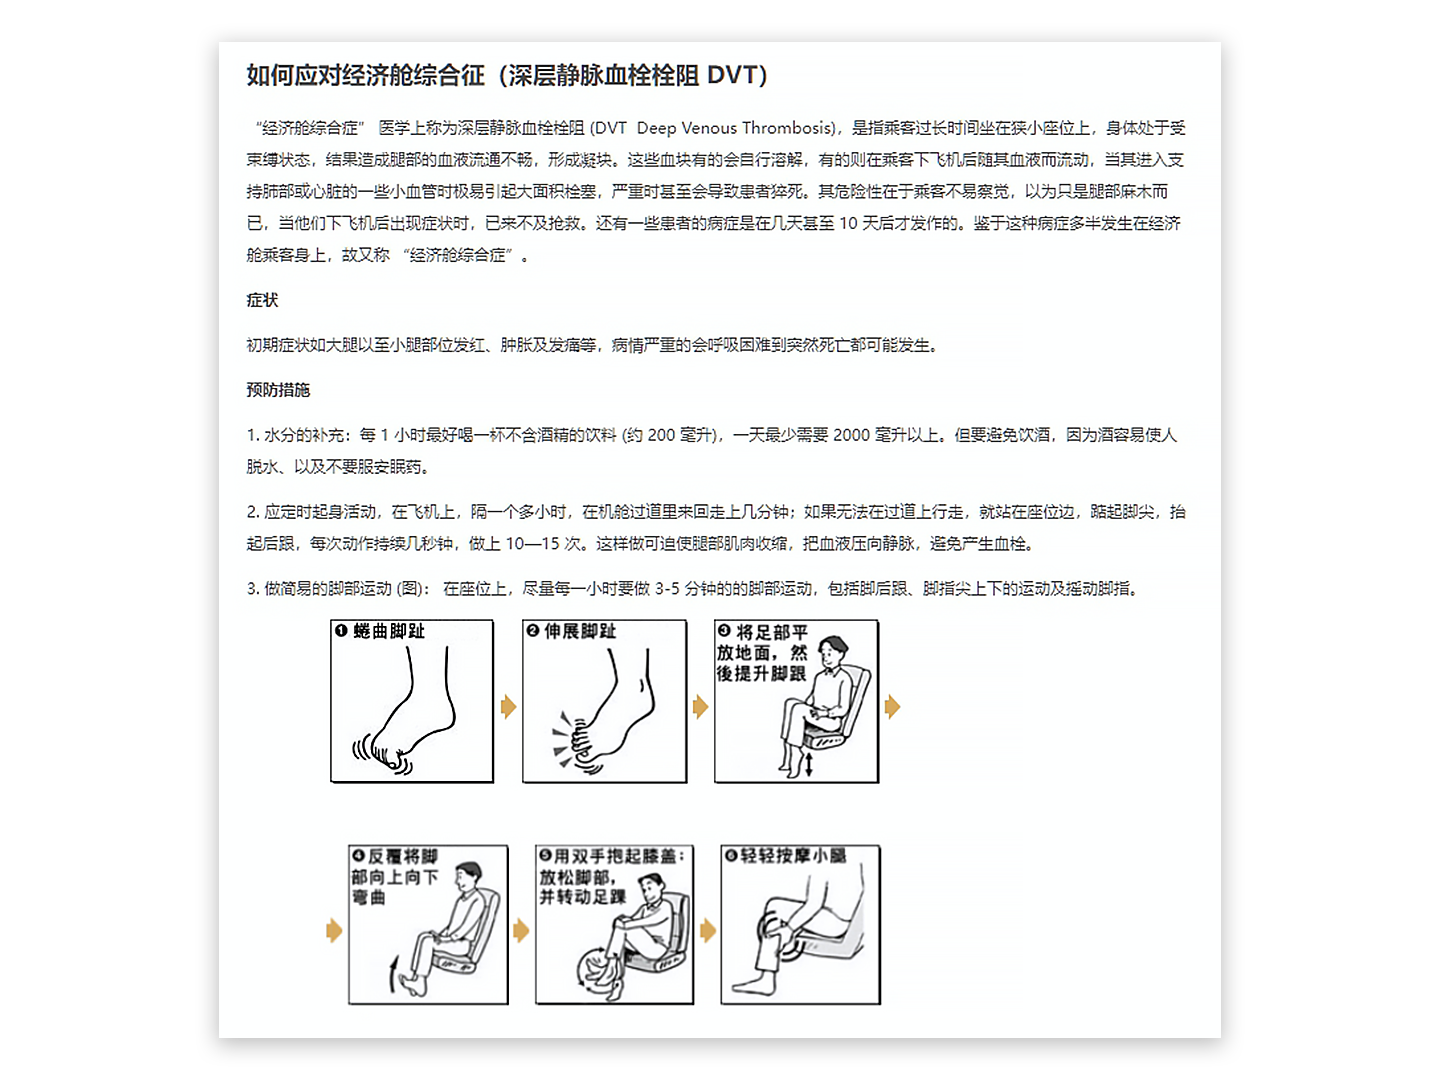 如何应对经济舱综合征（深层静脉血栓栓阻 DVT）
“经济舱综合症” 医学上称为深层静脉血栓栓阻 (DVT  Deep Venous Thrombosis)，是指乘客过长时间坐在狭小座位上，身体处于受
束缚状态，结果造成腿部的血液流通不畅，形成凝块。这些血块有的会自行溶解，有的则在乘客下飞机后随其血液而流动，当其进入支
持肺部或心脏的一些小血管时极易引起大面积栓塞，严重时甚至会导致患者猝死。其危险性在于乘客不易察觉，以为只是腿部麻木而
已，当他们下飞机后出现症状时，已来不及抢救。还有一些患者的病症是在几天甚至 10 天后才发作的。鉴于这种病症多半发生在经济
舱乘客身上，故又称 “经济舱综合症”。
症状
初期症状如大腿以至小腿部位发红、肿胀及发痛等，病情严重的会呼吸困难到突然死亡都可能发生。
预防措施
1. 水分的补充：每 1 小时最好喝一杯不含酒精的饮料 (约 200 毫升)，一天最少需要 2000 毫升以上。但要避免饮酒，因为酒容易使人
脱水、以及不要服安眠药。
2. 应定时起身活动，在飞机上，隔一个多小时，在机舱过道里来回走上几分钟；如果无法在过道上行走，就站在座位边，踮起脚尖，抬
起后跟，每次动作持续几秒钟，做上 10—15 次。这样做可迫使腿部肌肉收缩，把血液压向静脉，避免产生血栓。
3. 做简易的脚部运动 (图)： 在座位上，尽量每一小时要做 3-5 分钟的的脚部运动，包括脚后跟、脚指尖上下的运动及摇动脚指。
❶ 蜷曲脚趾
❷ 伸展脚趾
❸ 将足部平
放地面，然
後提升脚跟
❹反覆将脚
部向上向下
弯曲
❺用双手抱起膝盖：
放松脚部，
并转动足踝
❻轻轻按摩小腿